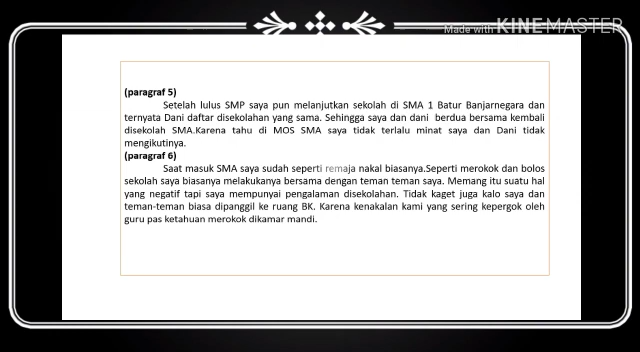 Made with KINEMASTER
(paragraf 5)
Setelah lulus SMP saya pun melanjutkan sekolah di SMA 1 Batur Banjarnegara dan
ternyata Dani daftar disekolahan yang sama. Sehingga saya dan dani berdua bersama kembali
disekolah SMA.Karena tahu di MOS SMA saya tidak terlalu minat saya dan Dani tidak
mengikutinya.
(paragraf 6)
Saat masuk SMA saya sudah seperti remaja nakal biasanya.Seperti merokok dan bolos
sekolah saya biasanya melakukanya bersama dengan teman teman saya. Memang itu suatu hal
yang negatif tapi saya mempunyai pengalaman disekolahan. Tidak kaget juga kalo saya dan
teman-teman biasa dipanggil ke ruang BK. Karena kenakalan kami yang sering kepergok oleh
guru pas ketahuan merokok dikamar mandi.